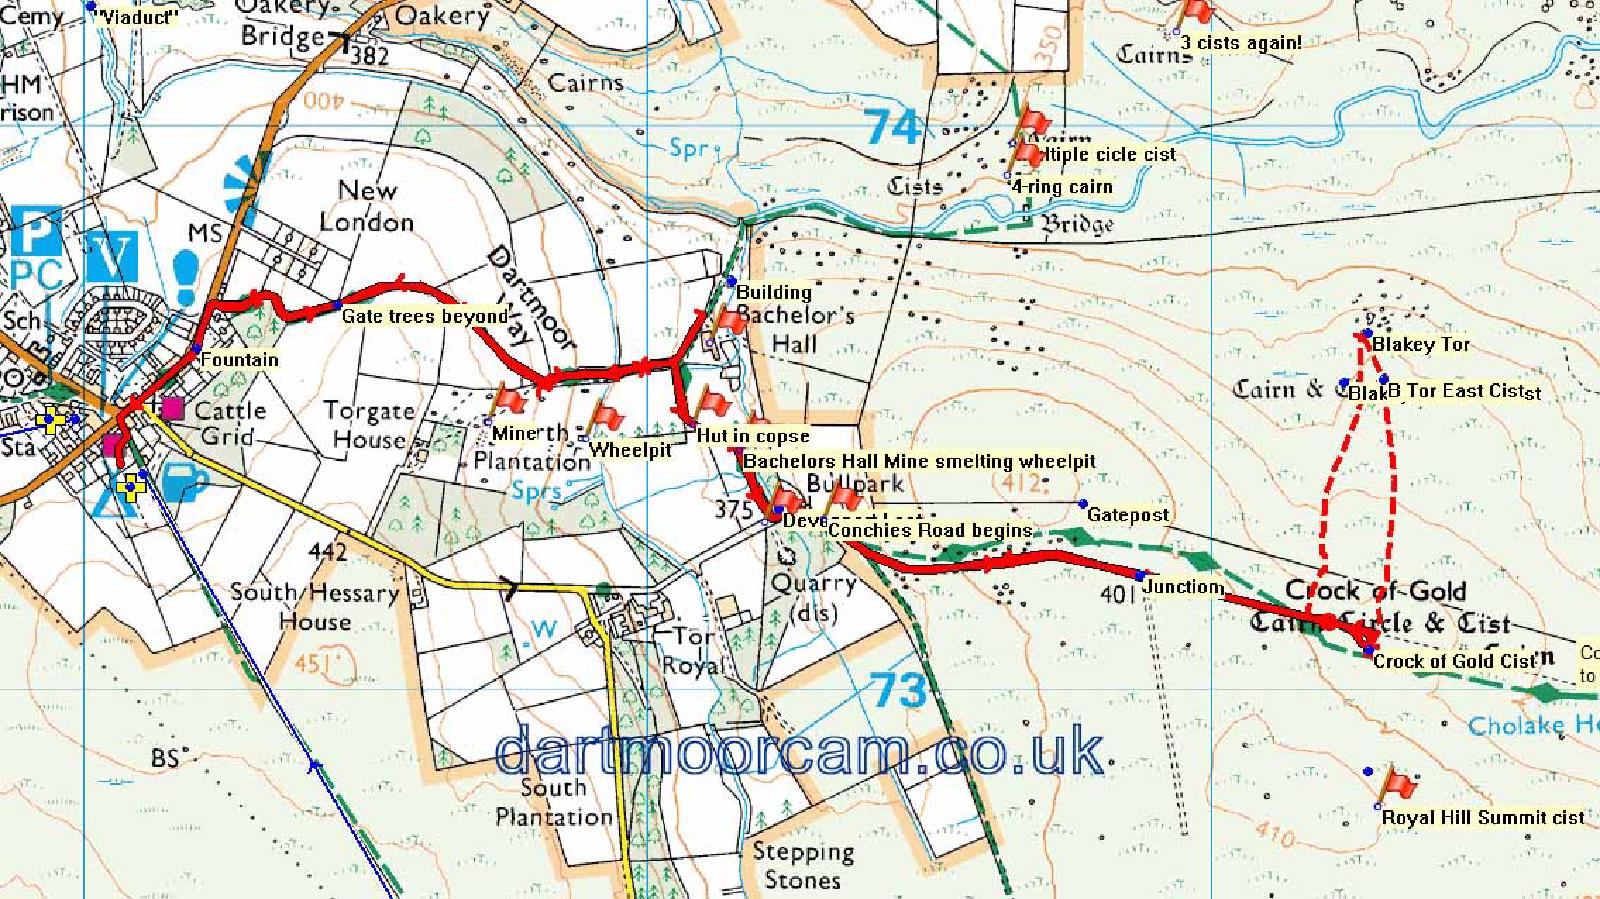 Cemy
"Viaduct"
Oakery
Bridge
382
Oakery
Cairns
3 cists again!
Cairns
350
HM
400
74
Spr
ltiple cicle cist
Cists
4-ring cairn
Bridge
New
London
MS
P
PC
V
Dartmoor
Way
Building
Bachelor's
Hall
Gate trees beyond
Sch
Fountain
Blakey Tor
Cairn &
B Tor East Cist
Cattle
Grid
Torgate
House
Sta
Plantation
Wheelpit
Hut in copse
Bachelors Hall Mine smelting wheelpit
Bullpark
412
Sprs
375
Conchies Road begins
Gatepost
442
Quarry
(dis)
Junction
401
Crock of Gold
Cairn Circle & Cist
Crock of Gold Cist
South Hessary
House
451
W
Tor
Royal
73
Cholake
dartmoorcam.co.uk
BS
South
Plantation
Royal Hill Summit cist
410
Stepping
Stones